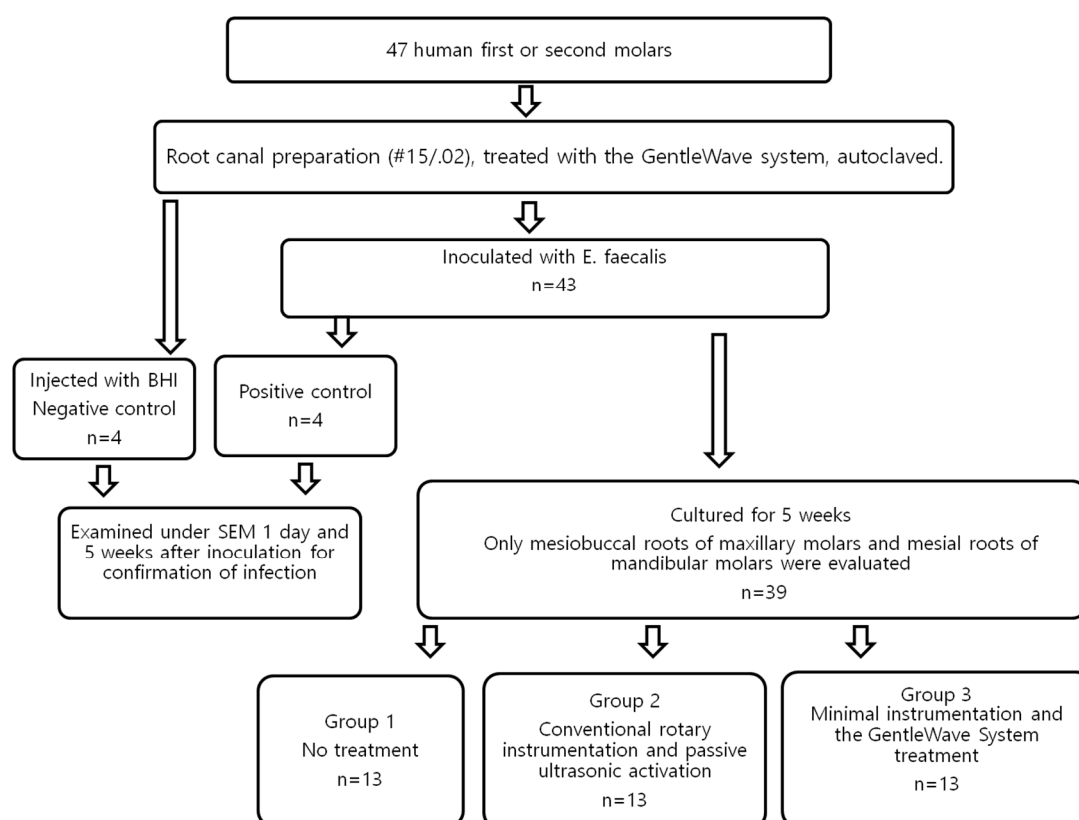 47 human first or second molars
Root canal preparation (#15/.02), treated with the GentleWave system, autoclaved.
Inoculated with E. faecalis
n=43
Injected with BHI
Negative control
n=4
Positive control
n=4
Examined under SEM 1 day and
5 weeks after inoculation for
confirmation of infection
Cultured for 5 weeks
Only mesiobuccal roots of maxillary molars and mesial roots of
mandibular molars were evaluated
n=39
Group 1
No treatment
n=13
Group 2
Conventional rotary
instrumentation and passive
ultrasonic activation
n=13
Group 3
Minimal instrumentation and
the GentleWave System
treatment
n=13